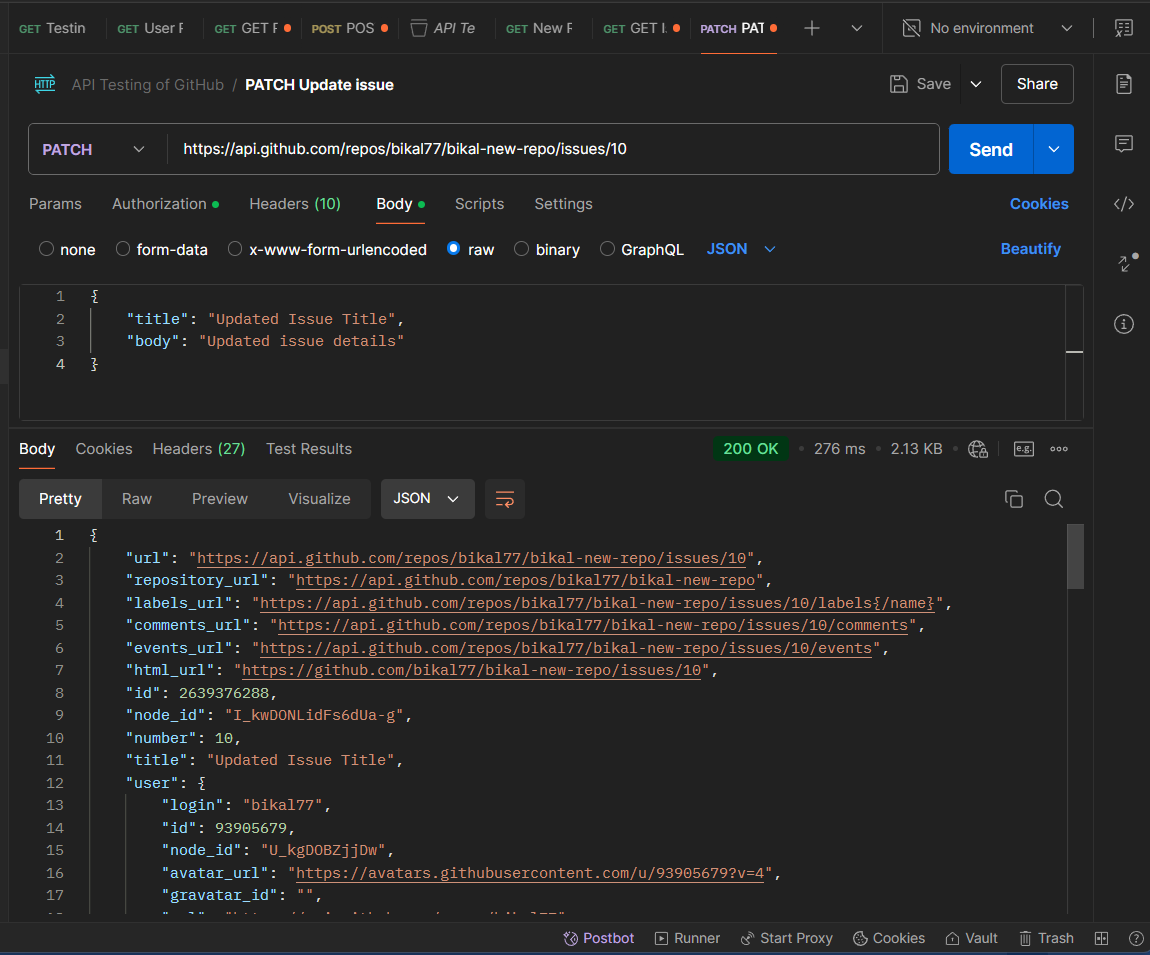 GET Testin GET User F GET GET F POST POS API Te GET New F GET GET I. PATCH PAT No environment
HTTP API Testing of GitHub / PATCH Update issue Save Share
PATCH https://api.github.com/repos/bikal77/bikal-new-repo/issues/10 Send
Params Authorization Headers (10) Body Scripts Settings Cookies
none form-data x-www-form-urlencoded raw binary GraphQL JSON Beautify
1 {
2 "title": "Updated Issue Title",
3 "body": "Updated issue details"
4 }
Body Cookies Headers (27) Test Results 200 OK 276 ms 2.13 KB e.g.
Pretty Raw Preview Visualize JSON
1 {
2 "url": "https://api.github.com/repos/bikal77/bikal-new-repo/issues/10",
3 "repository_url": "https://api.github.com/repos/bikal77/bikal-new-repo",
4 "labels_url": "https://api.github.com/repos/bikal77/bikal-new-repo/issues/10/labels{/name}",
5 "comments_url": "https://api.github.com/repos/bikal77/bikal-new-repo/issues/10/comments",
6 "events_url": "https://api.github.com/repos/bikal77/bikal-new-repo/issues/10/events",
7 "html_url": "https://github.com/bikal77/bikal-new-repo/issues/10",
8 "id": 2639376288,
9 "node_id": "I_kwDONLidFs6dUa-g",
10 "number": 10,
11 "title": "Updated Issue Title",
12 "user": {
13 "login": "bikal77",
14 "id": 93905679,
15 "node_id": "U_kgDOBZjjDw",
16 "avatar_url": "https://avatars.githubusercontent.com/u/93905679?v=4",
17 "gravatar_id": "",
Postbot Runner Start Proxy Cookies Vault Trash